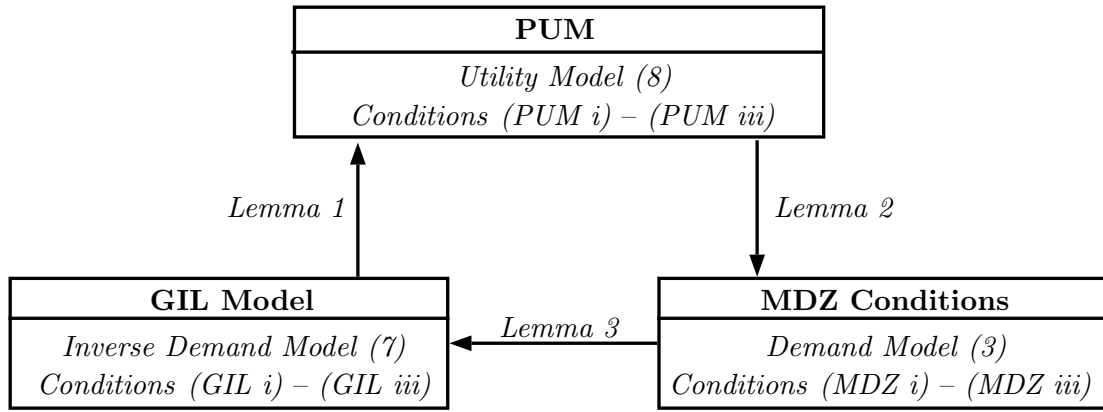 PUM
Utility Model (8)
Conditions (PUM i) – (PUM iii)
Lemma 1
Lemma 2
GIL Model
Inverse Demand Model (7)
Conditions (GIL i) – (GIL iii)
Lemma 3
MDZ Conditions
Demand Model (3)
Conditions (MDZ i) – (MDZ iii)